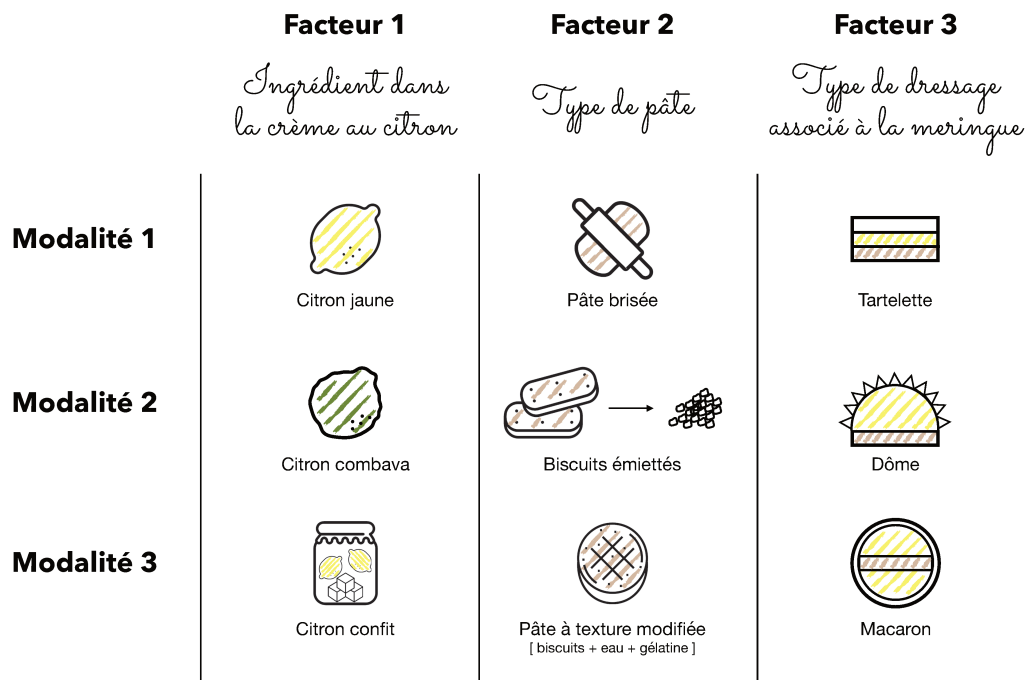 Facteur 1
Facteur 2
Facteur 3
Ingrédient dans
la crème au citron
Type de pâte
Type de dressage
associé à la meringue
Modalité 1
Citron jaune
Pâte brisée
Tartelette
Modalité 2
Citron combava
Biscuits émiettés
Dôme
Modalité 3
Citron confit
Pâte à texture modifiée
[ biscuits + eau + gélatine ]
Macaron